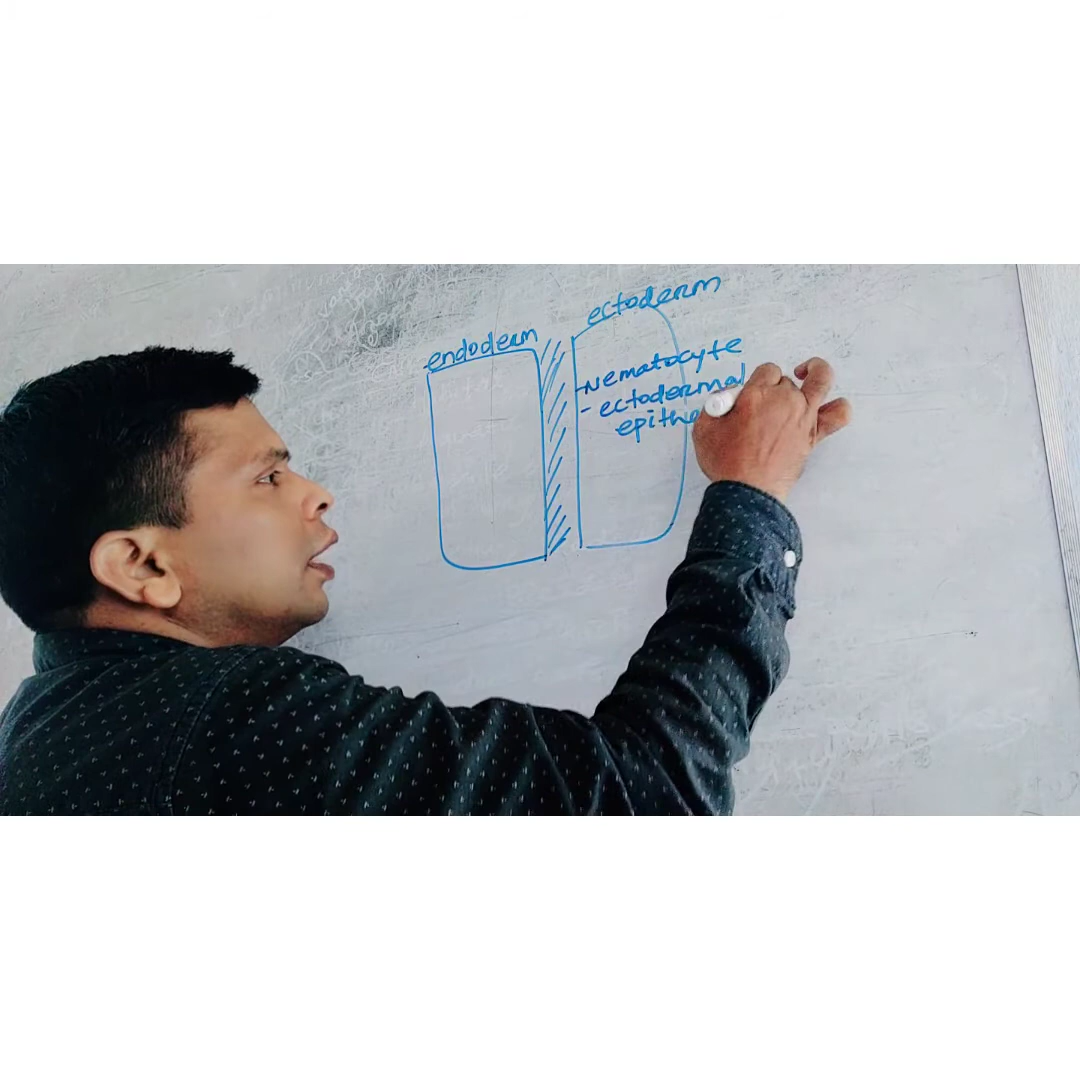 endoderm
ectoderm
-Nematocyte
- ectodermal
epithe